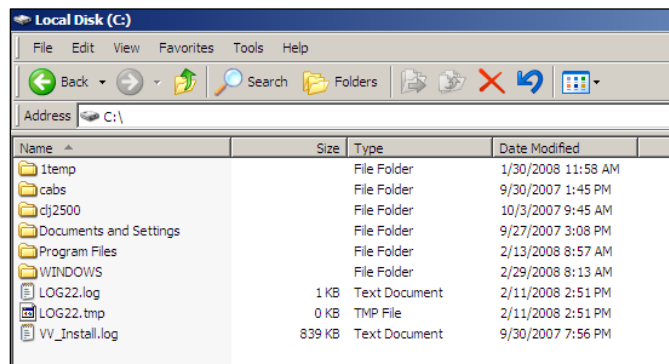 Local Disk (C:)
File Edit View Favorites Tools Help
Back Search Folders
Address C:\
Name Size Type Date Modified
1temp File Folder 1/30/2008 11:58 AM
cabs File Folder 9/30/2007 1:45 PM
clj2500 File Folder 10/3/2007 9:45 AM
Documents and Settings File Folder 9/27/2007 3:08 PM
Program Files File Folder 2/13/2008 8:57 AM
WINDOWS File Folder 2/29/2008 8:13 AM
LOG22.log 1 KB Text Document 2/11/2008 2:51 PM
LOG22.tmp 0 KB TMP File 2/11/2008 2:51 PM
VV_Install.log 839 KB Text Document 9/30/2007 7:56 PM